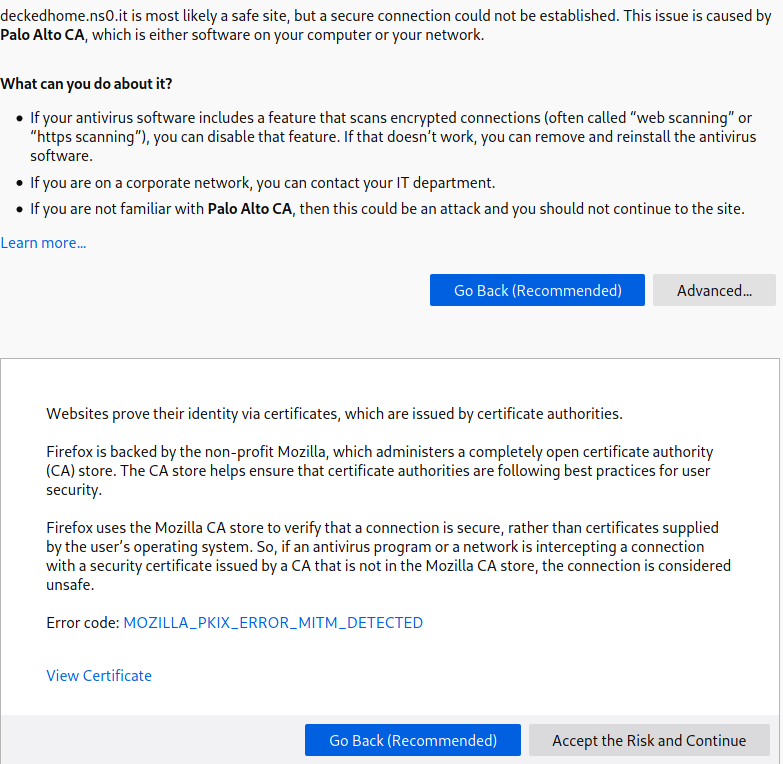 deckedhome.ns0.it is most likely a safe site, but a secure connection could not be established. This issue is caused by
Palo Alto CA, which is either software on your computer or your network.
What can you do about it?
• If your antivirus software includes a feature that scans encrypted connections (often called “web scanning” or
“https scanning”), you can disable that feature. If that doesn’t work, you can remove and reinstall the antivirus
software.
• If you are on a corporate network, you can contact your IT department.
• If you are not familiar with Palo Alto CA, then this could be an attack and you should not continue to the site.
Learn more...
Go Back (Recommended)
Advanced...
Websites prove their identity via certificates, which are issued by certificate authorities.
Firefox is backed by the non-profit Mozilla, which administers a completely open certificate authority
(CA) store. The CA store helps ensure that certificate authorities are following best practices for user
security.
Firefox uses the Mozilla CA store to verify that a connection is secure, rather than certificates supplied
by the user’s operating system. So, if an antivirus program or a network is intercepting a connection
with a security certificate issued by a CA that is not in the Mozilla CA store, the connection is considered
unsafe.
Error code: MOZILLA_PKIX_ERROR_MITM_DETECTED
View Certificate
Go Back (Recommended)
Accept the Risk and Continue